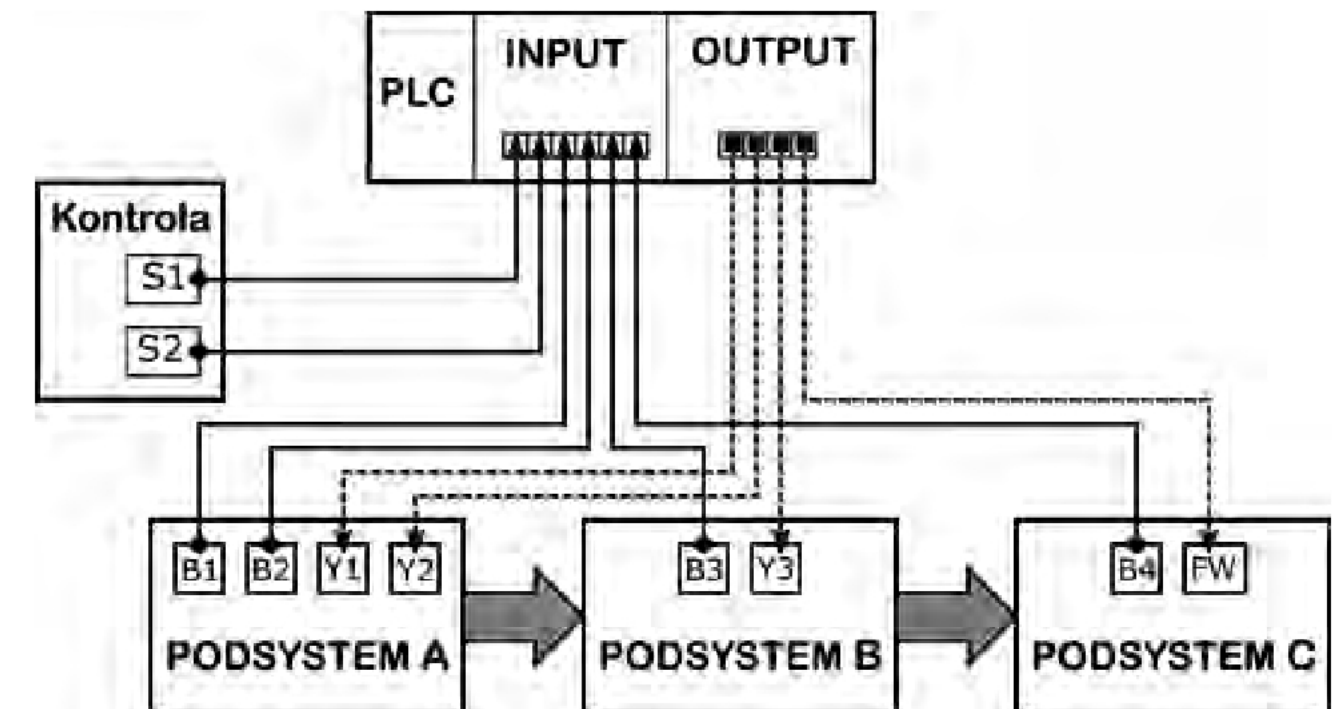 PLC
INPUT
OUTPUT
Kontrola
S1
S2
B1 B2 Y1 Y2
PODSYSTEM A
B3 Y3
PODSYSTEM B
B4 FW
PODSYSTEM C